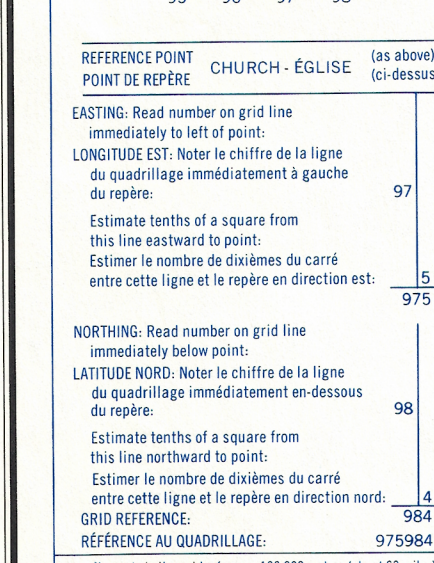 REFERENCE POINT
POINT DE REPÈRE
CHURCH - ÉGLISE
(as above)
(ci-dessus
EASTING: Read number on grid line
immediately to left of point:
LONGITUDE EST: Noter le chiffre de la ligne
du quadrillage immédiatement à gauche
du repère: 97
Estimate tenths of a square from
this line eastward to point:
Estimer le nombre de dixièmes du carré
entre cette ligne et le repère en direction est: 5
975
NORTHING: Read number on grid line
immediately below point:
LATITUDE NORD: Noter le chiffre de la ligne
du quadrillage immédiatement en-dessous
du repère: 98
Estimate tenths of a square from
this line northward to point:
Estimer le nombre de dixièmes du carré
entre cette ligne et le repère en direction nord: 4
GRID REFERENCE: 984
RÉFÉRENCE AU QUADRILLAGE: 975984